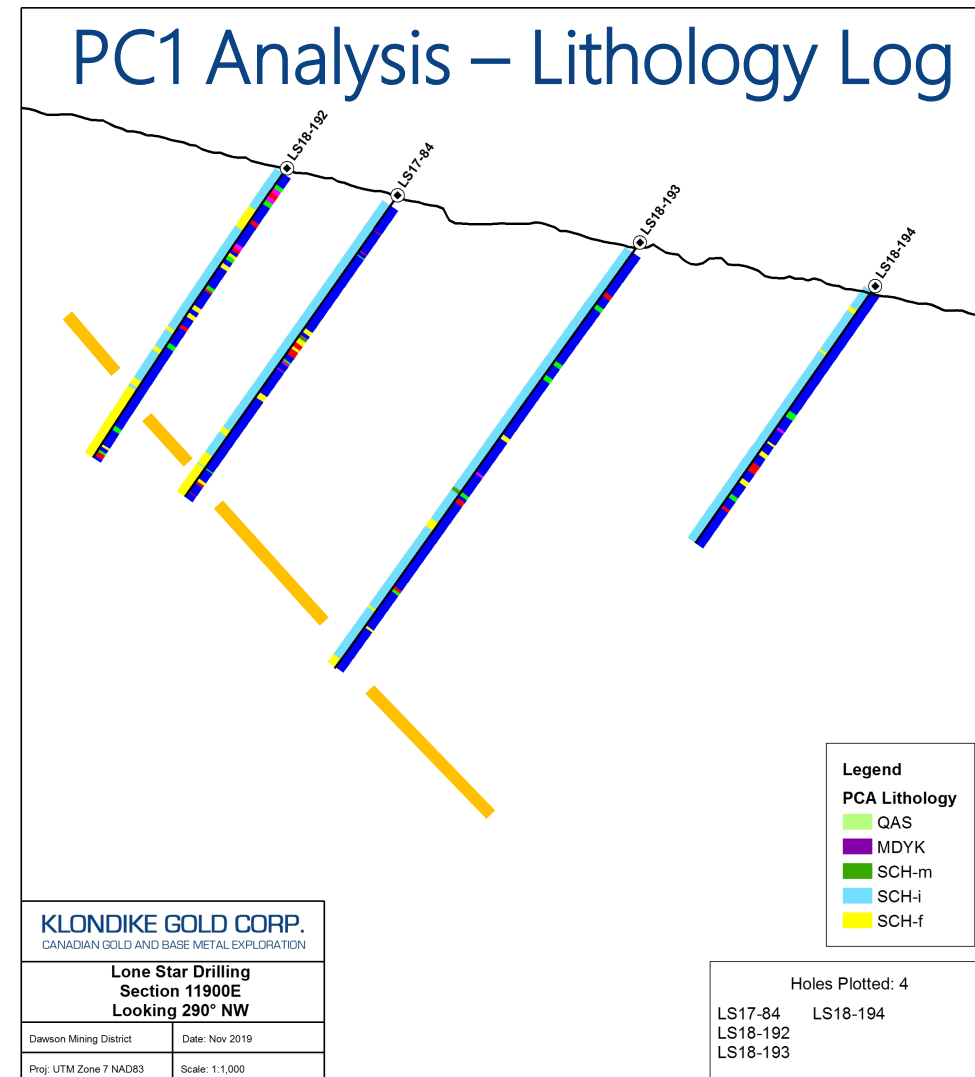 PC1 Analysis – Lithology Log
LS18-192
LS17-84
LS18-193
LS18-194
Legend
PCA Lithology
QAS
MDYK
SCH-m
SCH-i
SCH-f
KLONDIKE GOLD CORP.
CANADIAN GOLD AND BASE METAL EXPLORATION
Lone Star Drilling
Section 11900E
Looking 290° NW
Dawson Mining District
Date: Nov 2019
Proj: UTM Zone 7 NAD83
Scale: 1:1,000
Holes Plotted: 4
LS17-84 LS18-194
LS18-192
LS18-193